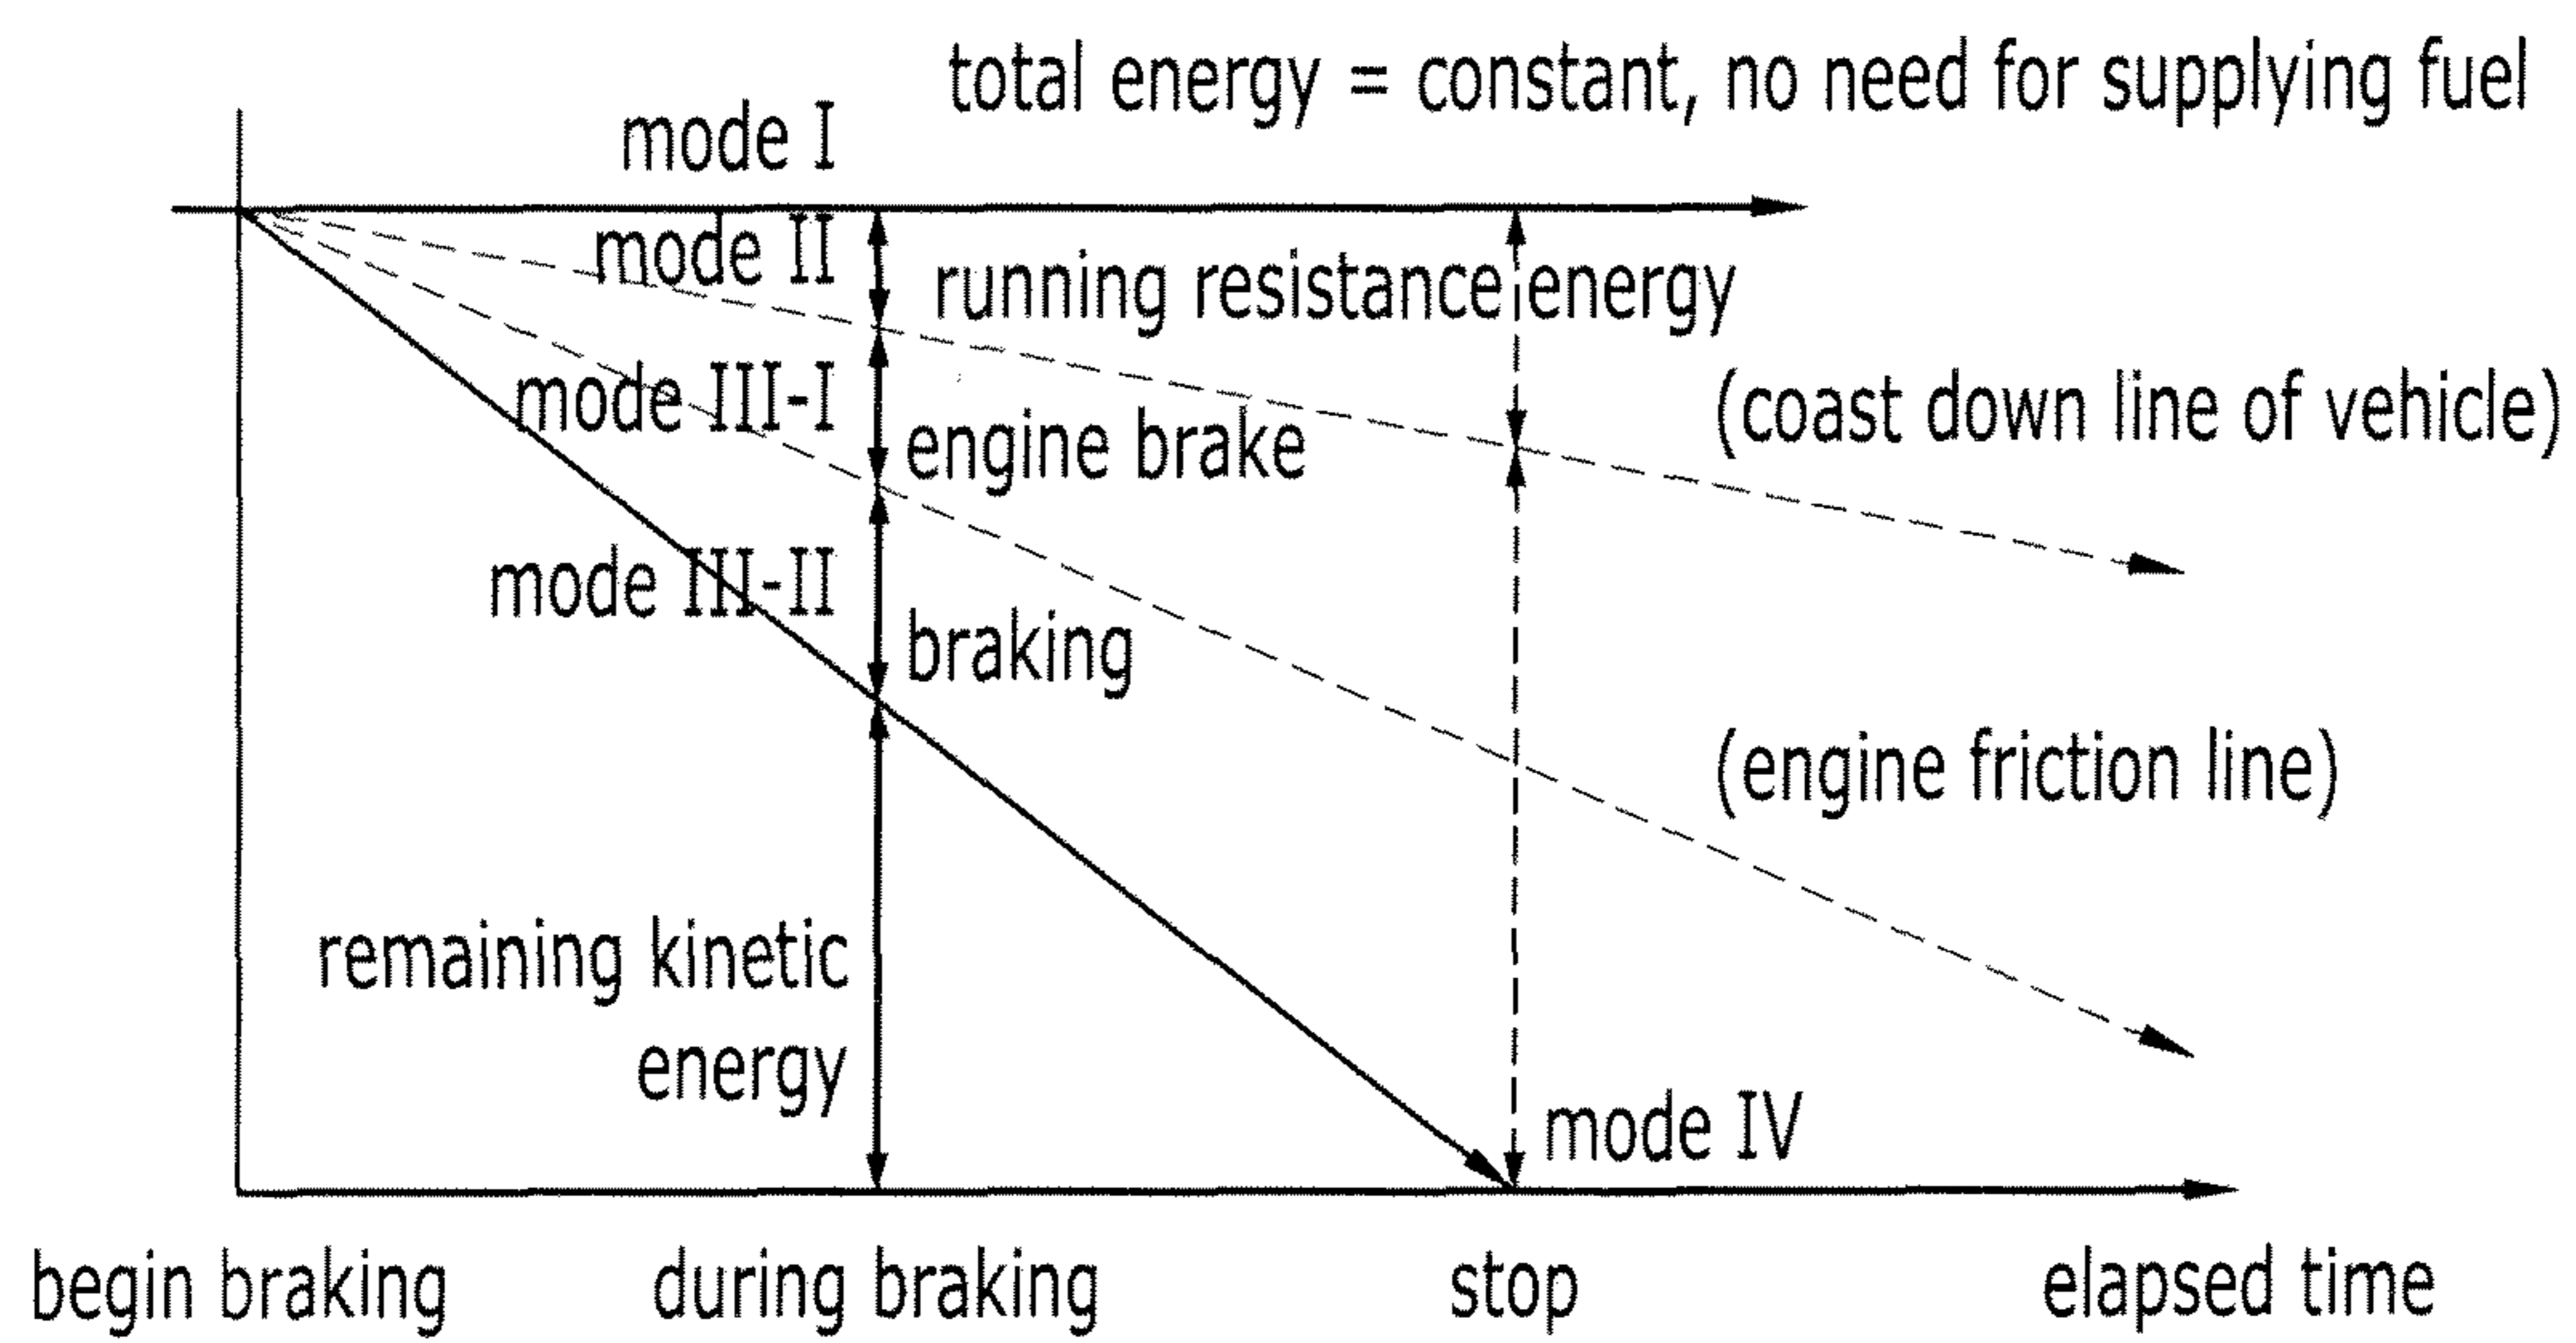 total energy = constant, no need for supplying fuel
mode I
mode II
running resistance energy
mode III-I
(coast down line of vehicle)
engine brake
mode III-II
braking
(engine friction line)
remaining kinetic
energy
mode IV
begin braking
during braking
stop
elapsed time